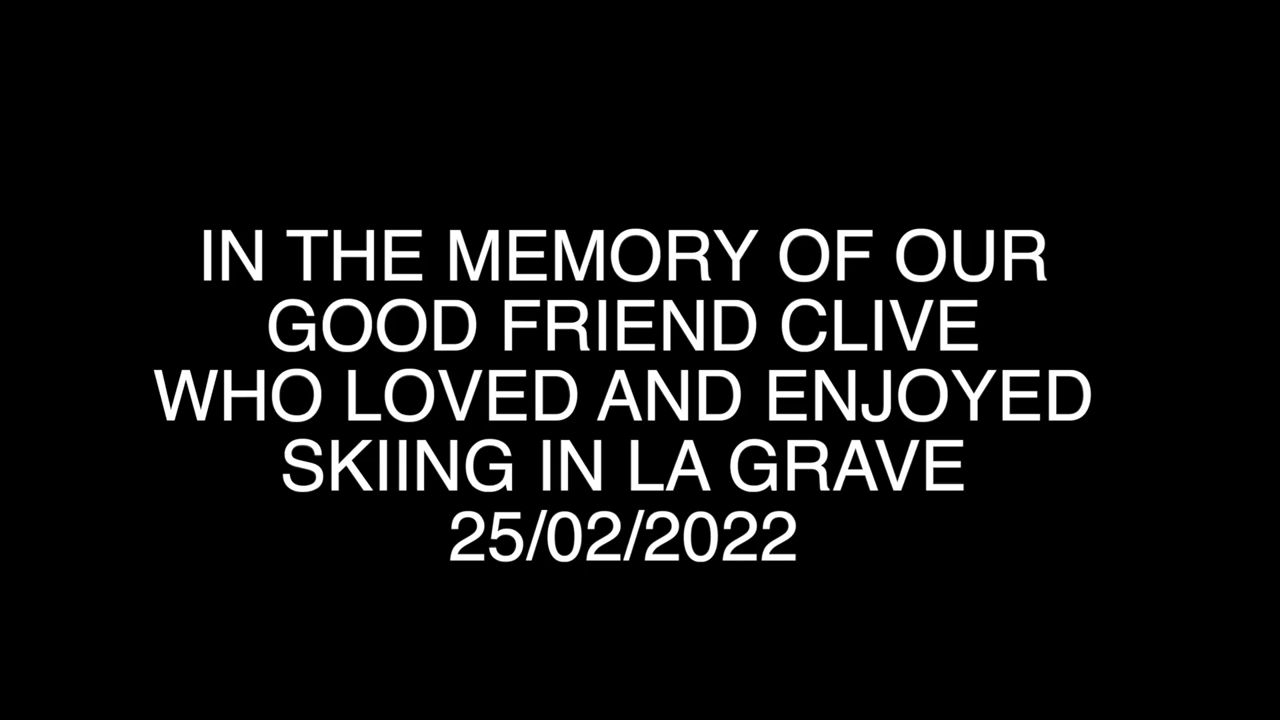 IN THE MEMORY OF OUR
GOOD FRIEND CLIVE
WHO LOVED AND ENJOYED
SKIING IN LA GRAVE
25/02/2022